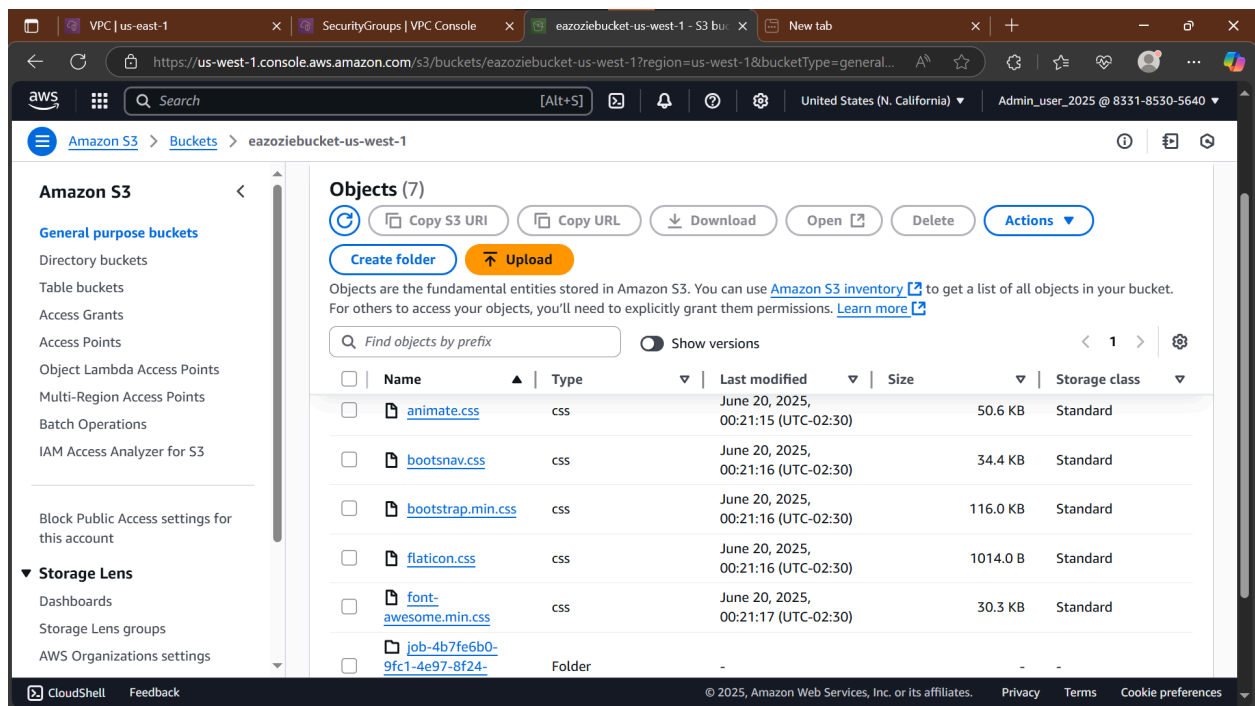 VPC | us-east-1
SecurityGroups | VPC Console
eazoziebucket-us-west-1 - S3 buc
New tab
https://us-west-1.console.aws.amazon.com/s3/buckets/eazoziebucket-us-west-1?region=us-west-1&bucketType=general...
aws
Search
[Alt+S]
United States (N. California)
Admin_user_2025 @ 8331-8530-5640
Amazon S3 > Buckets > eazoziebucket-us-west-1
Amazon S3
General purpose buckets
Directory buckets
Table buckets
Access Grants
Access Points
Object Lambda Access Points
Multi-Region Access Points
Batch Operations
IAM Access Analyzer for S3
Block Public Access settings for
this account
Storage Lens
Dashboards
Storage Lens groups
AWS Organizations settings
Objects (7)
Copy S3 URI
Copy URL
Download
Open
Delete
Actions
Create folder
Upload
Objects are the fundamental entities stored in Amazon S3. You can use Amazon S3 inventory to get a list of all objects in your bucket.
For others to access your objects, you'll need to explicitly grant them permissions. Learn more
Find objects by prefix
Show versions
1
Name Type Last modified Size Storage class
animate.css css June 20, 2025, 00:21:15 (UTC-02:30) 50.6 KB Standard
bootsnav.css css June 20, 2025, 00:21:16 (UTC-02:30) 34.4 KB Standard
bootstrap.min.css css June 20, 2025, 00:21:16 (UTC-02:30) 116.0 KB Standard
flaticon.css css June 20, 2025, 00:21:16 (UTC-02:30) 1014.0 B Standard
font-
awesome.min.css css June 20, 2025, 00:21:17 (UTC-02:30) 30.3 KB Standard
job-4b7fe6b0-
9fc1-4e97-8f24- Folder - - -
CloudShell Feedback © 2025, Amazon Web Services, Inc. or its affiliates. Privacy Terms Cookie preferences